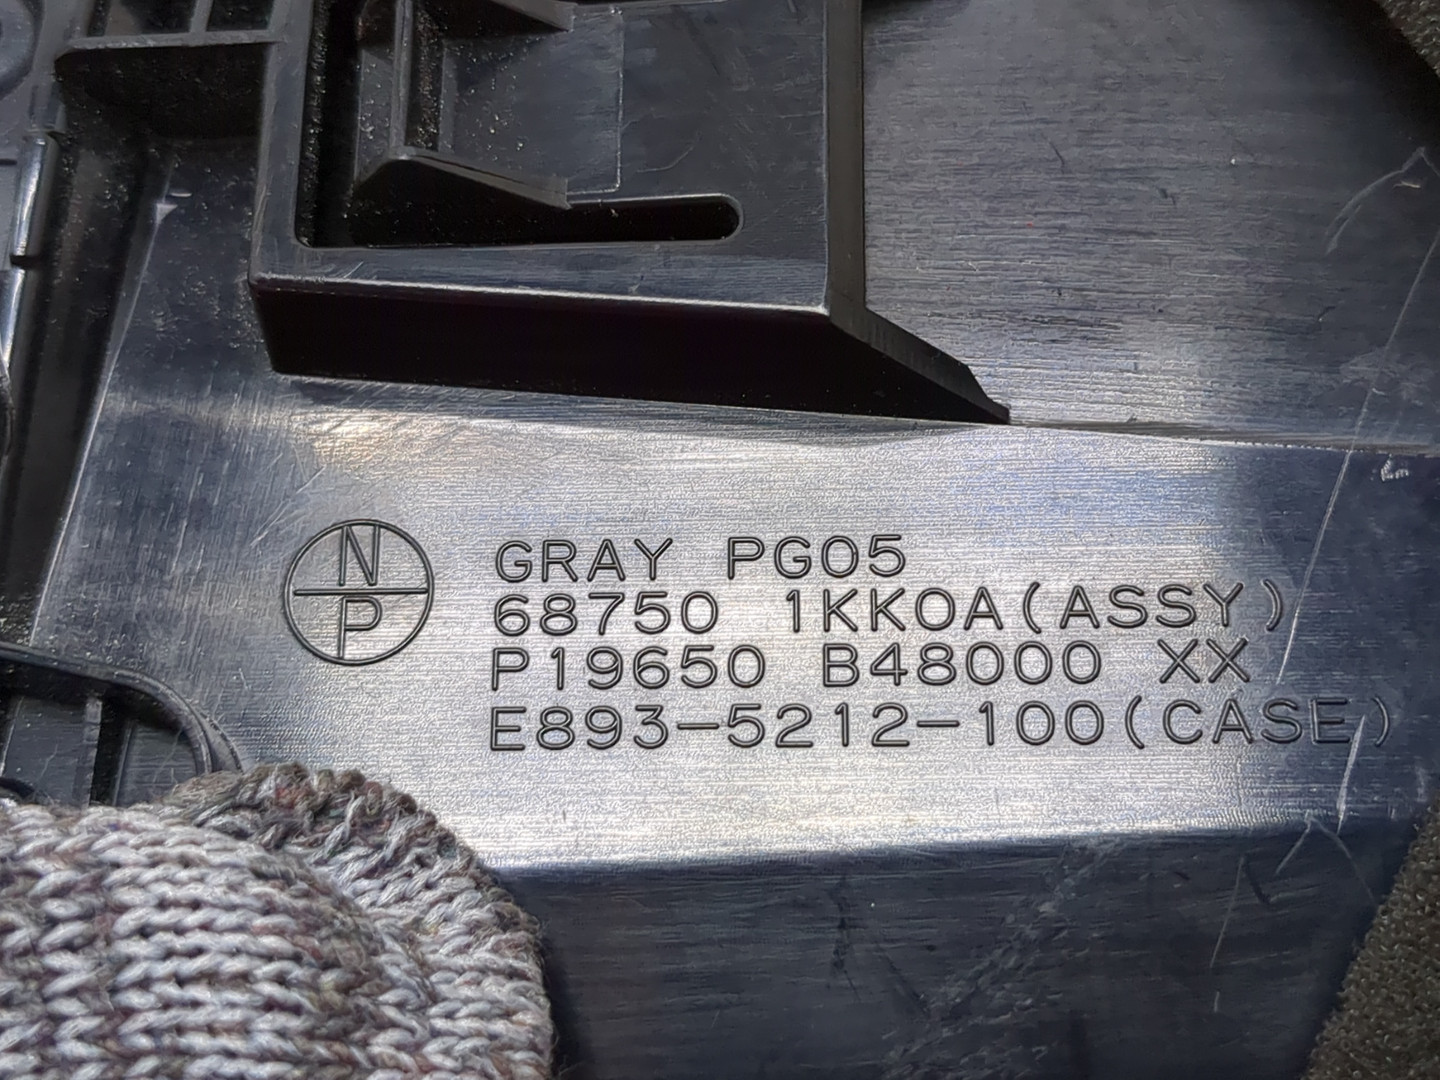 N
P
GRAY PG05
68750 1KK0A(ASSY)
P19650 B48000 XX
E893-5212-100(CASE)